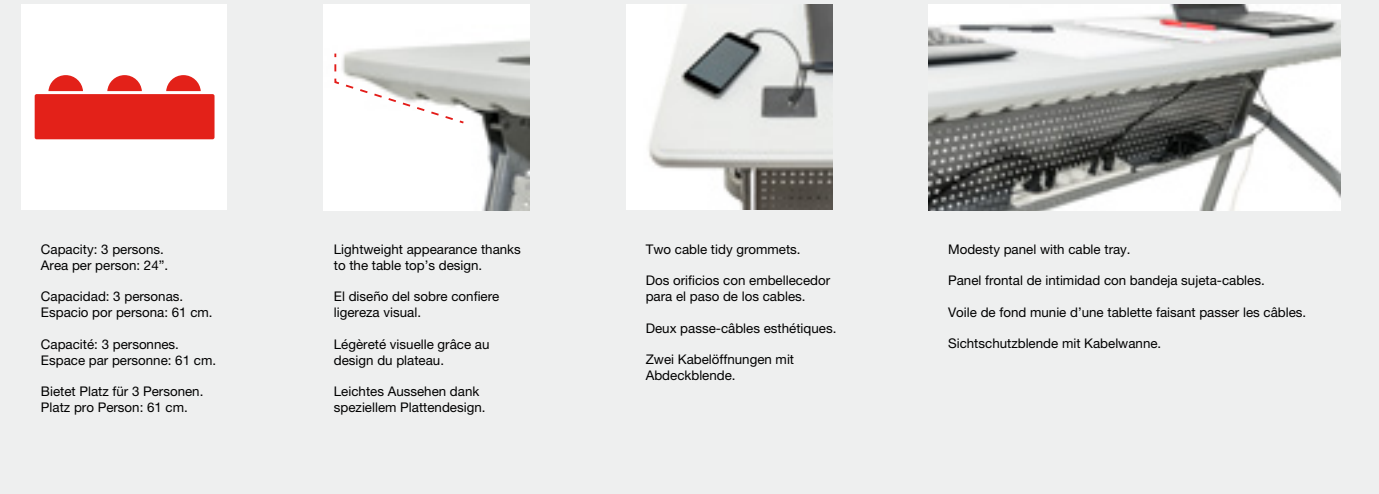 Capacity: 3 persons.
Area per person: 24”.
Capacidad: 3 personas.
Espacio por persona: 61 cm.
Capacité: 3 personnes.
Espace par personne: 61 cm.
Bietet Platz für 3 Personen.
Platz pro Person: 61 cm.
Lightweight appearance thanks
to the table top’s design.
El diseño del sobre confiere
ligereza visual.
Légèreté visuelle grâce au
design du plateau.
Leichtes Aussehen dank
speziellem Plattendesign.
Two cable tidy grommets.
Dos orificios con embellecedor
para el paso de los cables.
Deux passe-câbles esthétiques.
Zwei Kabelöffnungen mit
Abdeckblende.
Modesty panel with cable tray.
Panel frontal de intimidad con bandeja sujeta-cables.
Voile de fond munie d’une tablette faisant passer les câbles.
Sichtschutzblende mit Kabelwanne.